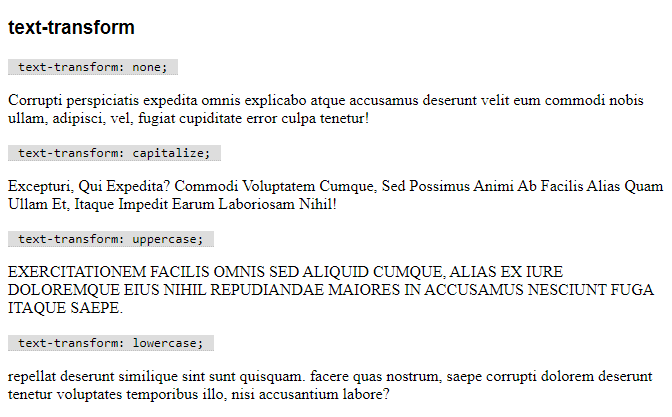 text-transform
text-transform: none;
Corrupti perspiciatis expedita omnis explicabo atque accusamus deserunt velit eum commodi nobis
ullam, adipisci, vel, fugiat cupiditate error culpa tenetur!
text-transform: capitalize;
Excepturi, Qui Expedita? Commodi Voluptatem Cumque, Sed Possimus Animi Ab Facilis Alias Quam
Ullam Et, Itaque Impedit Earum Laboriosam Nihil!
text-transform: uppercase;
EXERCITATIONEM FACILIS OMNIS SED ALIQUID CUMQUE, ALIAS EX IURE
DOLOREMQUE EIUS NIHIL REPUDIANDAE MAIORES IN ACCUSAMUS NESCIUNT FUGA
ITAQUE SAEPE.
text-transform: lowercase;
repellat deserunt similique sint sunt quisquam. facere quas nostrum, saepe corrupti dolorem deserunt
tenetur voluptates temporibus illo, nisi accusantium labore?